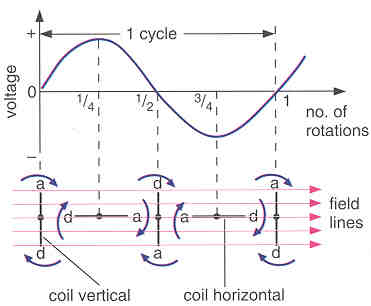 +
1 cycle
voltage
0
1/4
1/2
3/4
1
no. of
rotations
–
a
d
a
d
a
a
d
field
lines
d
a
d
coil vertical
coil horizontal